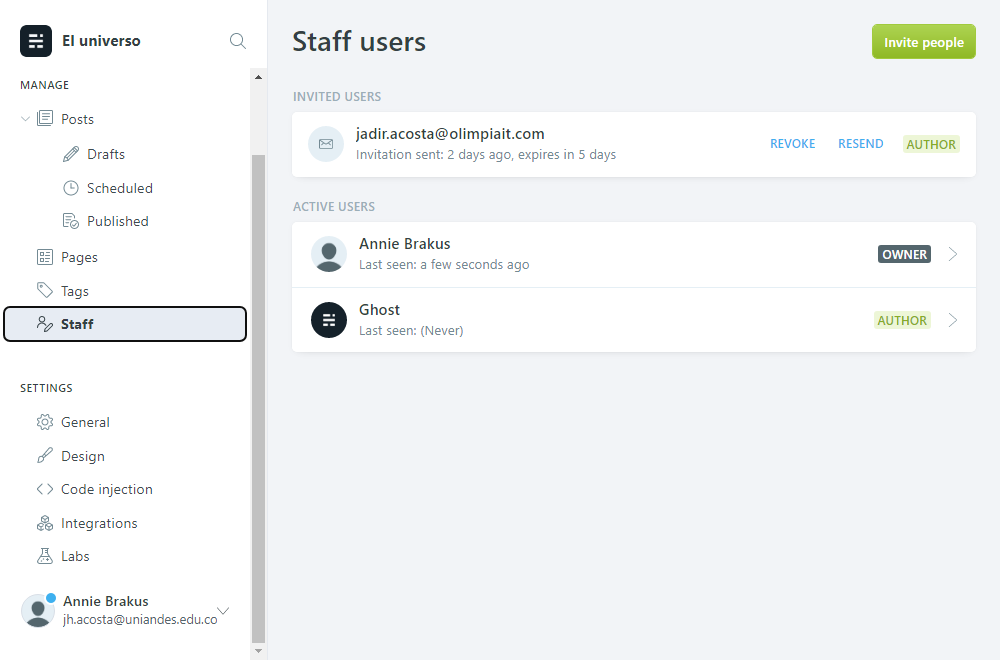 El universo
MANAGE
Posts
Drafts
Scheduled
Published
Pages
Tags
Staff
SETTINGS
General
Design
Code injection
Integrations
Labs
Annie Brakus
jh.acosta@uniandes.edu.co
Staff users
Invite people
INVITED USERS
jadir.acosta@olimpiait.com
Invitation sent: 2 days ago, expires in 5 days
REVOKE RESEND AUTHOR
ACTIVE USERS
Annie Brakus
Last seen: a few seconds ago
OWNER
Ghost
Last seen: (Never)
AUTHOR